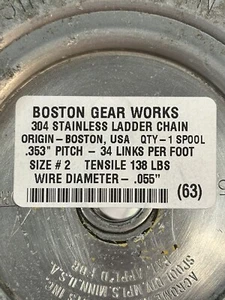 BOSTON GEAR WORKS
304 STAINLESS LADDER CHAIN
ORIGIN-BOSTON, USA QTY-1 SPOOL
.353" PITCH - 34 LINKS PER FOOT
SIZE # 2 TENSILE 138 LBS
WIRE DIAMETER- .055"
(63)